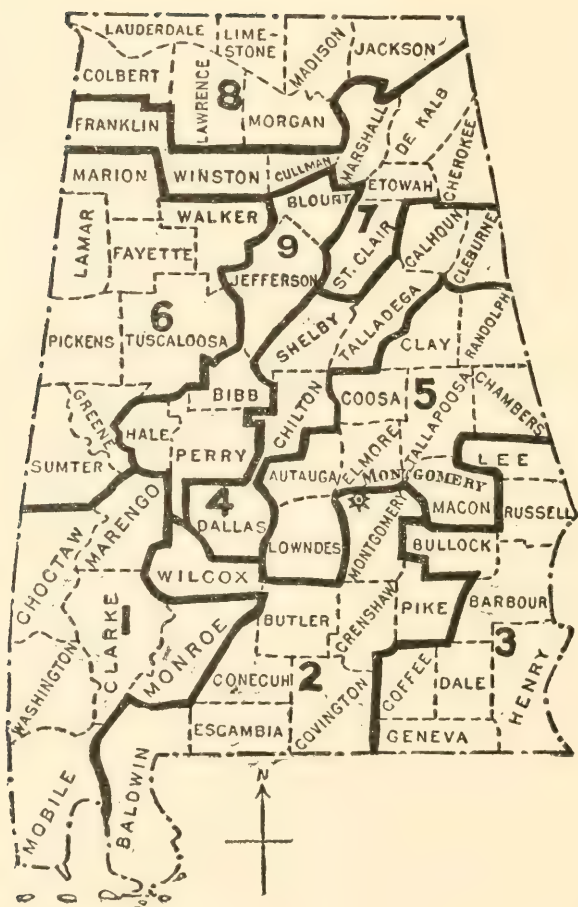 LAUDERDALE
LIME-
STONE
MADISON
JACKSON
COLBERT
LAWRENCE
8
MORGAN
FRANKLIN
MARSHALL
DE KALB
CHEROKEE
MARION
WINSTON
CULLMAN
ETOWAH
BLOUNT
WALKER
7
LAMAR
FAYETTE
9
JEFFERSON
ST. CLAIR
CALHOUN
CLEBURNE
6
PICKENS
TUSCALOOSA
SHELBY
TALLADEGA
CLAY
RANDOLPH
BIBB
CHILTON
COOSA
5
TALLAPOOSA
CHAMBERS
GREENE
HALE
PERRY
SUMTER
AUTAUGA
ELMORE
LEE
MONTGOMERY
MACON
4
DALLAS
MARENGO
LOWNDES
MONTGOMERY
RUSSELL
BULLOCK
CHOCTAW
WILCOX
BUTLER
CRENSHAW
PIKE
BARBOUR
1
CLARKE
MONROE
WASHINGTON
CONECUH
2
COVINGTON
COFFEE
DALE
3
HENRY
ESCAMBIA
GENEVA
MOBILE
BALDWIN
N